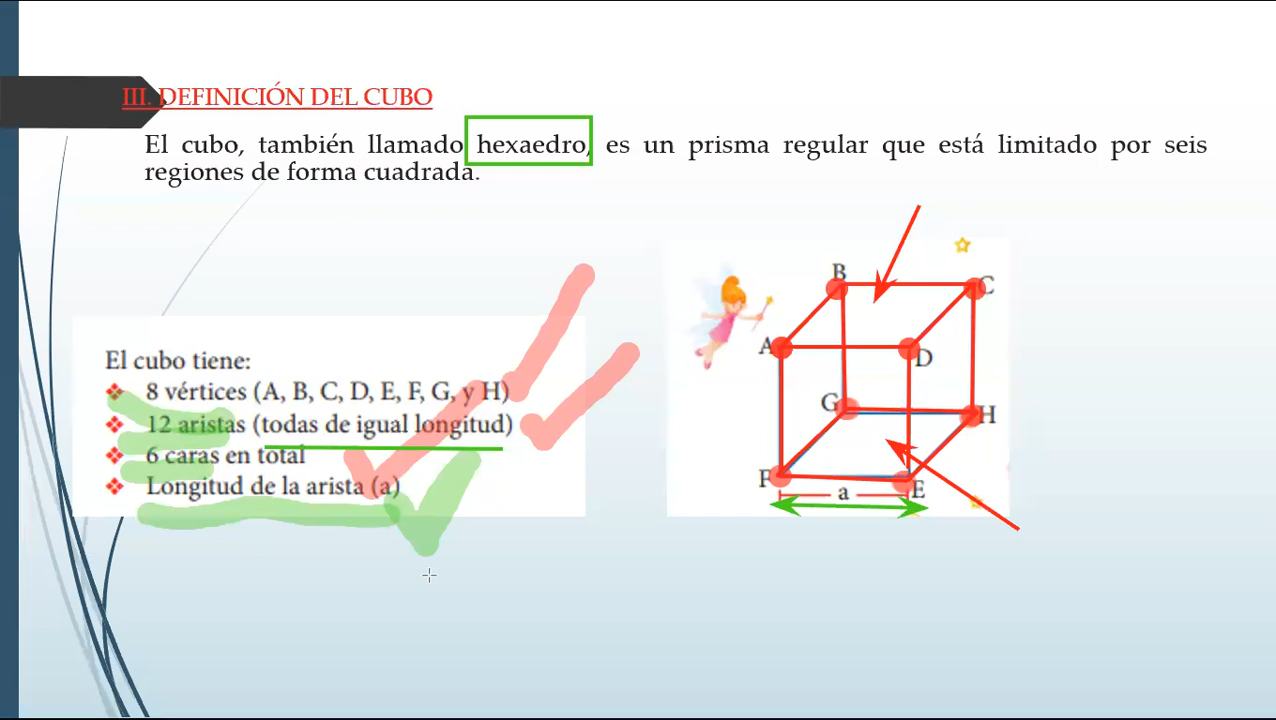 III. DEFINICIÓN DEL CUBO
El cubo, también llamado hexaedro, es un prisma regular que está limitado por seis
regiones de forma cuadrada.
El cubo tiene:
❖ 8 vértices (A, B, C, D, E, F, G, y H)
❖ 12 aristas (todas de igual longitud)
❖ 6 caras en total
❖ Longitud de la arista (a)
B
C
A
D
G
H
F
E
a